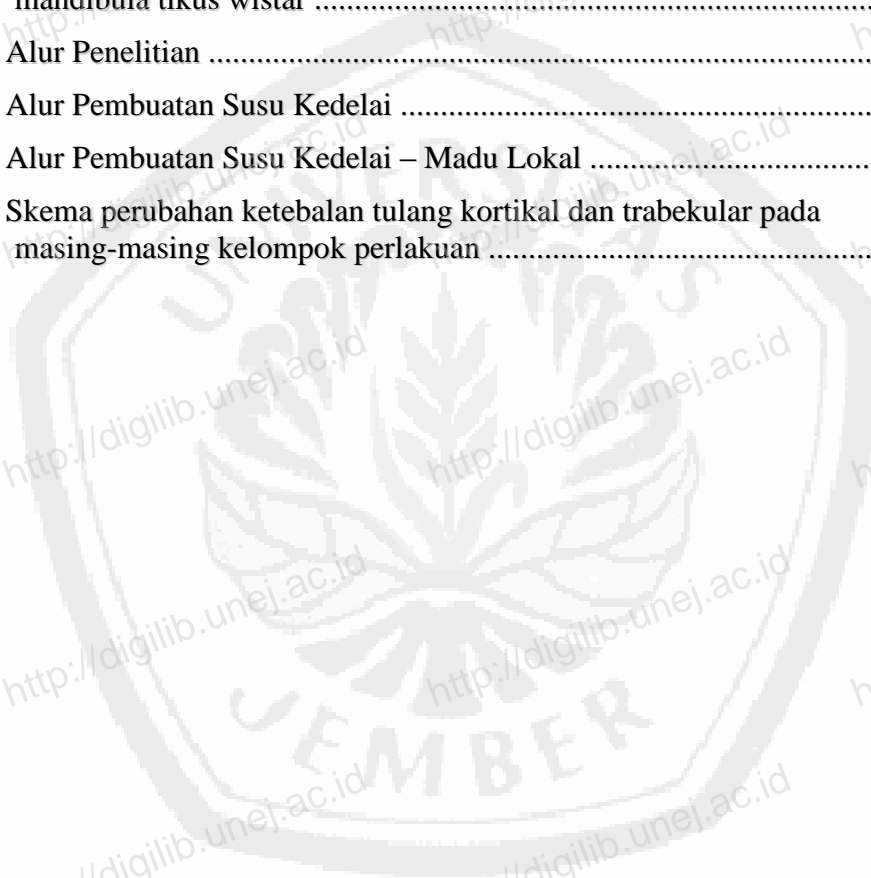 mandibula tikus wistar ........................................................................
Alur Penelitian .....................................................................................
Alur Pembuatan Susu Kedelai ............................................................
Alur Pembuatan Susu Kedelai – Madu Lokal ....................................
Skema perubahan ketebalan tulang kortikal dan trabekular pada
masing-masing kelompok perlakuan .................................................
UNIVERSITAS
JEMBER
http://digilib.unej.ac.id
http://digilib.unej.ac.id
http://digilib.unej.ac.id
http://digilib.unej.ac.id
http://digilib.unej.ac.id
http://digilib.unej.ac.id